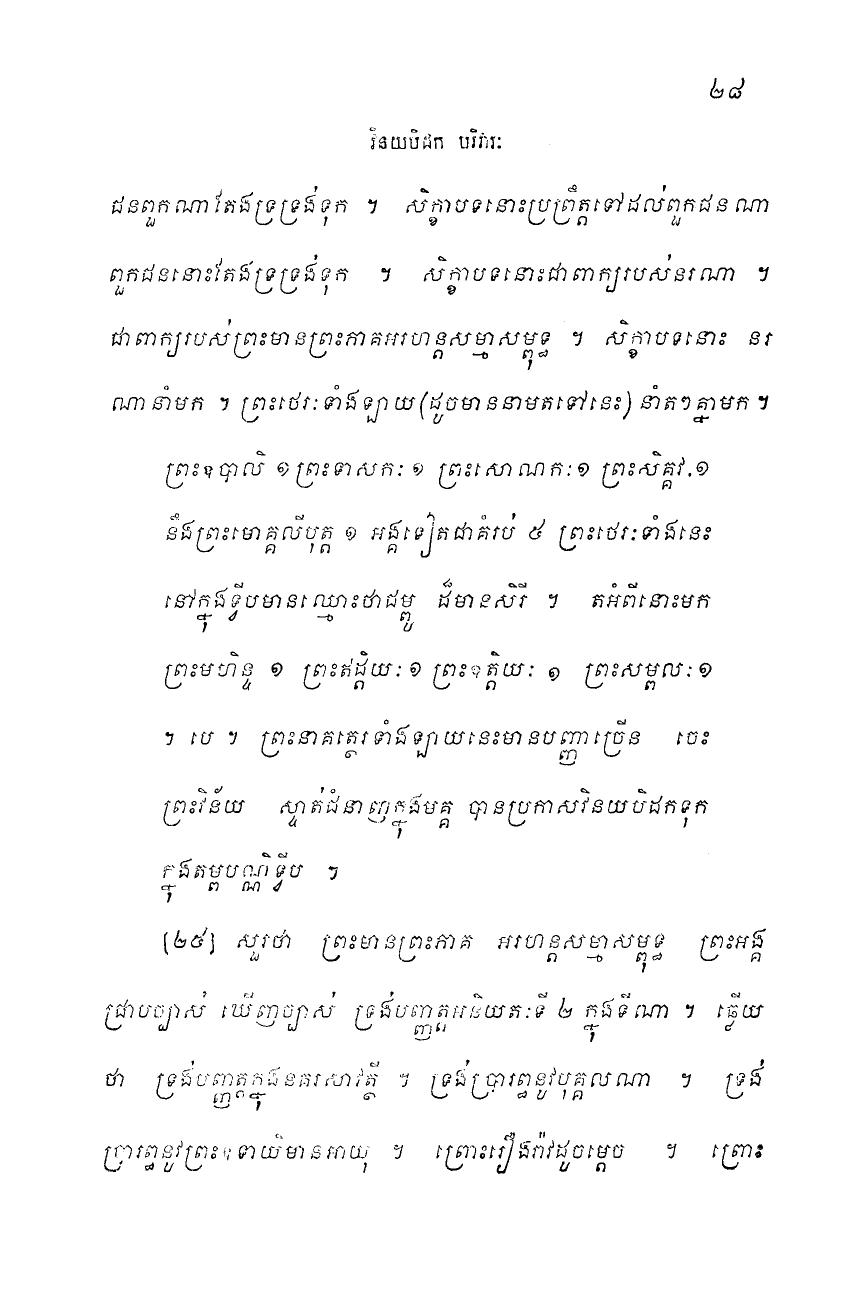 ២៨
វិនយបិដក បរិវារៈ
ជនពួកណាតែងទ្រទ្រង់ទុក ។ សិក្ខាបទនោះប្រព្រឹត្តទៅដល់ពួកជនណា
ពួកជននោះតែងទ្រទ្រង់ទុក ។ សិក្ខាបទនោះជាពាក្យរបស់នរណា ។
ជាពាក្យរបស់ព្រះមានព្រះភាគអរហន្តសម្មាសម្ពុទ្ធ ។ សិក្ខាបទនោះ នរ
ណានាំមក ។ ព្រះថេរៈទាំងឡាយ(ដូចមាននាមតទៅនេះ) នាំតៗគ្នាមក ។
ព្រះឧបាលិ ១ ព្រះទាសកៈ ១ ព្រះសោណកៈ ១ ព្រះសិគ្គវៈ ១
នឹងព្រះមោគ្គលីបុត្ត ១ អង្គទៀតជាគំរប់ ៥ ព្រះថេរៈទាំងនេះ
នៅក្នុងទ្វីបមានឈ្មោះថាជម្ពូ ដ៏មានសិរី ។ តអំពីនោះមក
ព្រះមហិន្ទ ១ ព្រះឥដ្ដិយៈ ១ ព្រះឧត្តិយៈ ១ ព្រះសម្ពលៈ ១
។ បេ ។ ព្រះនាគត្ថេរទាំងឡាយនេះមានបញ្ញាច្រើន ចេះ
ព្រះវិន័យ ស្ទាត់ជំនាញក្នុងមគ្គ បានប្រកាសវិនយបិដកទុក
ក្នុងតម្ពបណ្ណិទ្វីប ។
[២៥] សួរថា ព្រះមានព្រះភាគ អរហន្តសម្មាសម្ពុទ្ធ ព្រះអង្គ
ជ្រាបច្បាស់ ឃើញច្បាស់ ទ្រង់បញ្ញត្តអនិយតៈទី ២ ក្នុងទីណា ។ ឆ្លើយ
ថា ទ្រង់បញ្ញត្តក្នុងនគរសាវត្ថី ។ ទ្រង់ប្រារព្ធនូវបុគ្គលណា ។ ទ្រង់
ប្រារព្ធនូវព្រះឧទាយិមានអាយុ ។ ព្រោះរឿងរ៉ាវដូចម្តេច ។ ព្រោះ